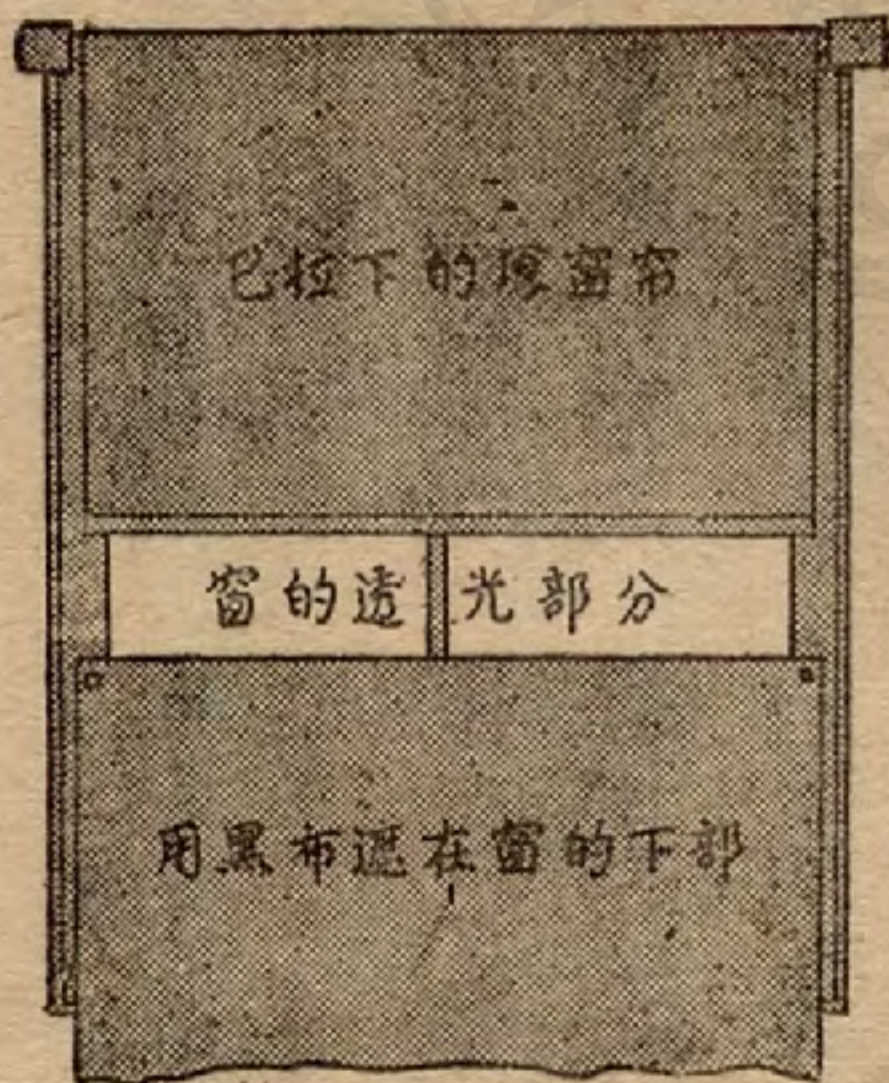 已拉下的原窗帘
窗的透光部分
用黑布遮在窗的下部